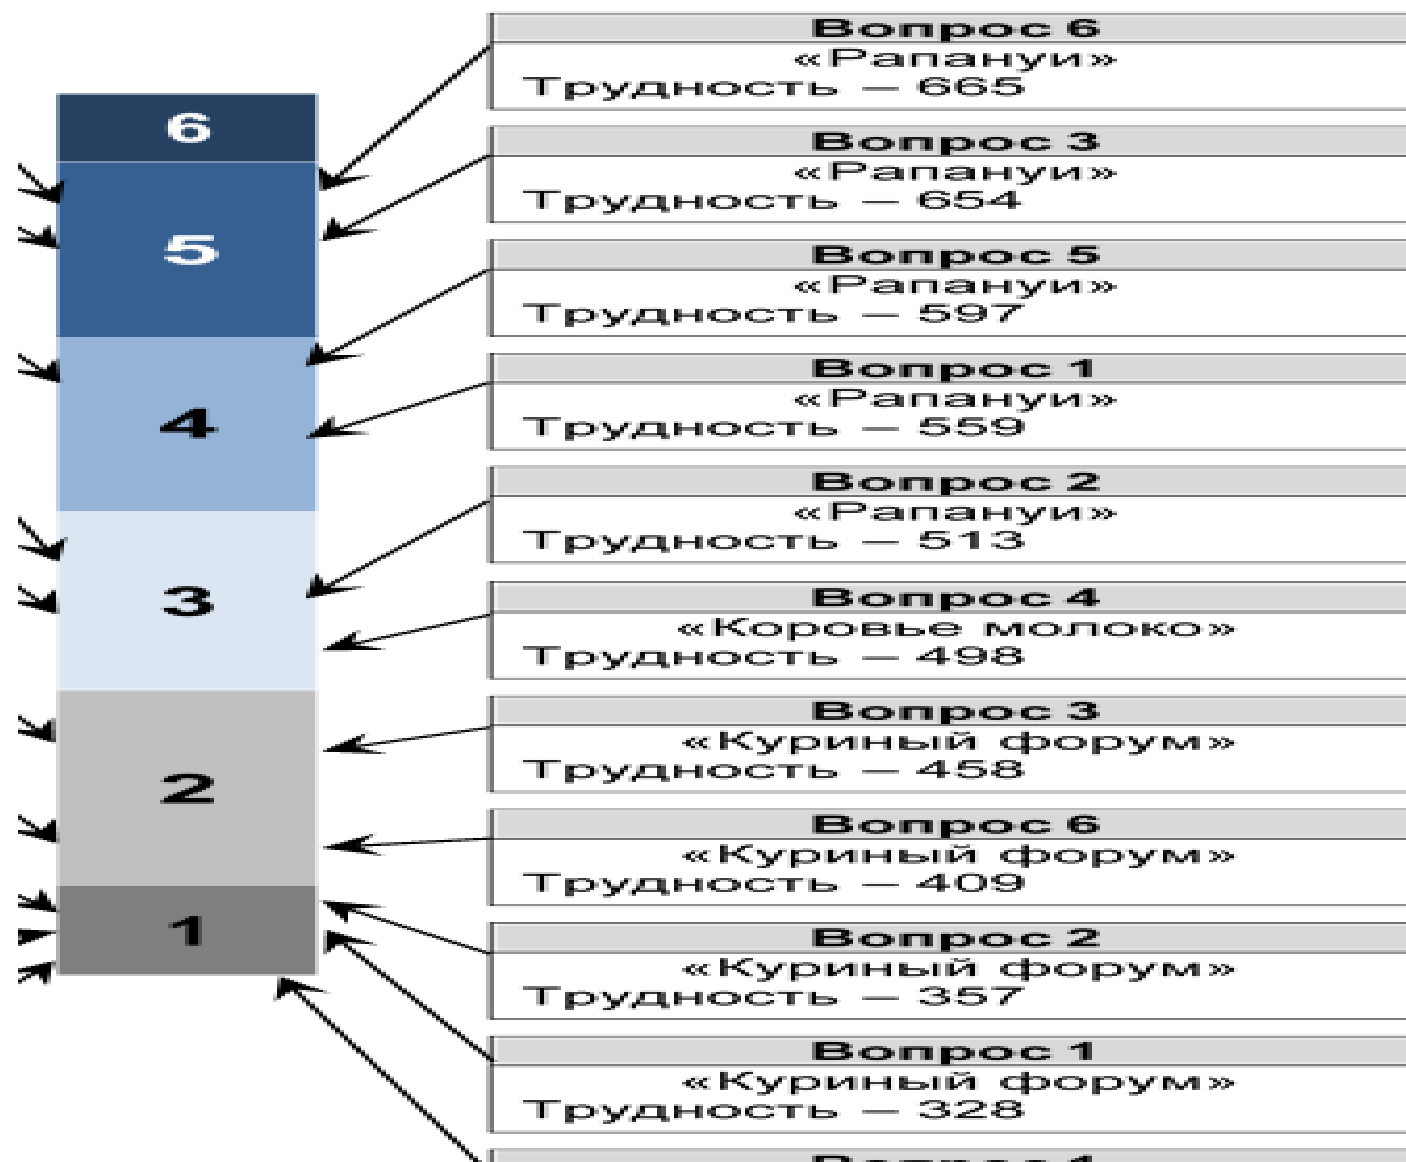 6
5
4
3
2
1
Вопрос 6
«Рапануи»
Трудность – 665
Вопрос 3
«Рапануи»
Трудность – 654
Вопрос 5
«Рапануи»
Трудность – 597
Вопрос 1
«Рапануи»
Трудность – 559
Вопрос 2
«Рапануи»
Трудность – 513
Вопрос 4
«Коровье молоко»
Трудность – 498
Вопрос 3
«Куриный форум»
Трудность – 458
Вопрос 6
«Куриный форум»
Трудность – 409
Вопрос 2
«Куриный форум»
Трудность – 357
Вопрос 1
«Куриный форум»
Трудность – 328
Вопрос 1